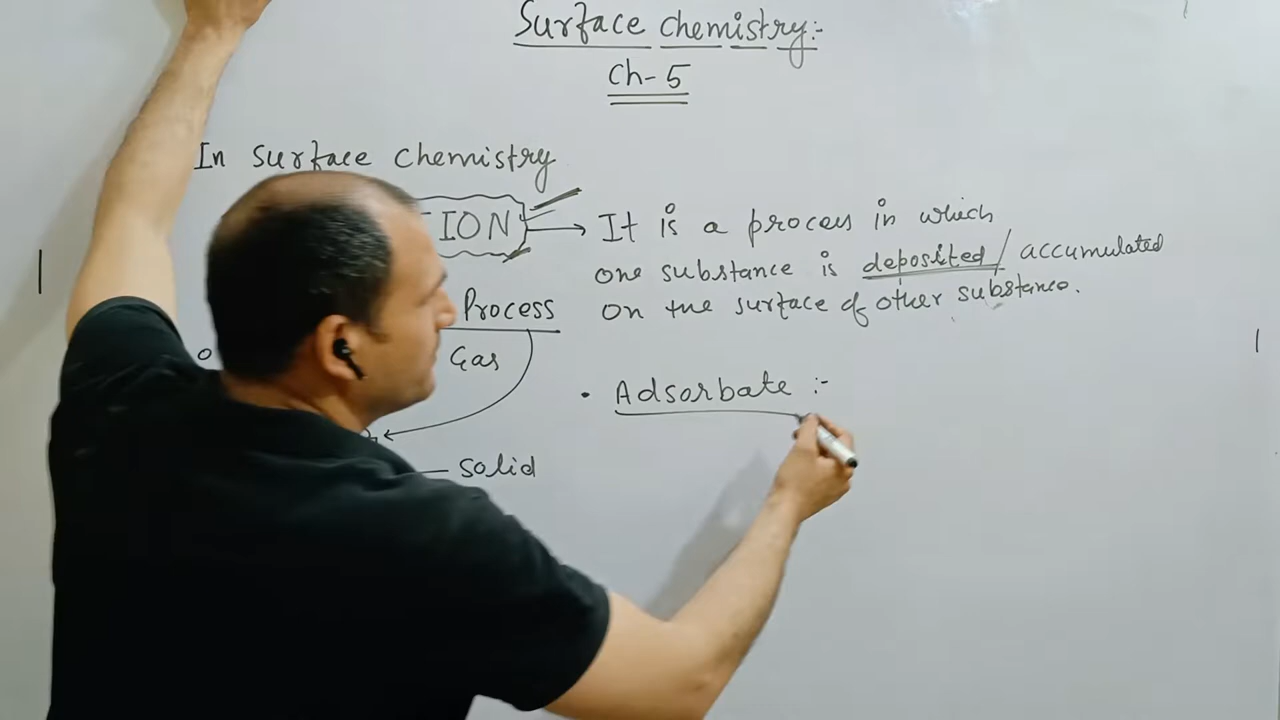 Surface chemistry:-
Ch-5
In surface chemistry
TION → It is a process in which
one substance is deposited/accumulated
on the surface of other substance.
Process
Gas
• Adsorbate :-
solid